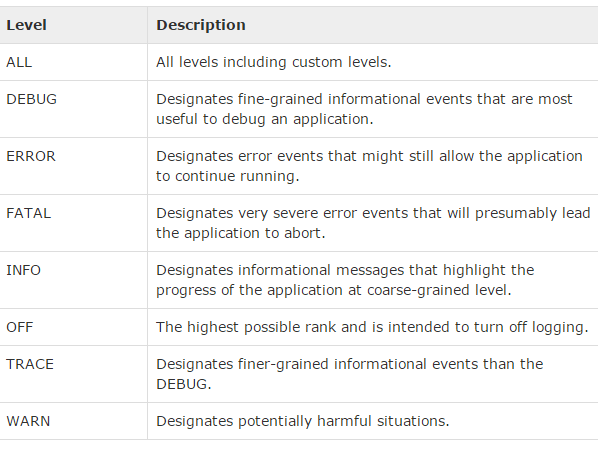 Level Description
ALL All levels including custom levels.
DEBUG Designates fine-grained informational events that are most
useful to debug an application.
ERROR Designates error events that might still allow the application
to continue running.
FATAL Designates very severe error events that will presumably lead
the application to abort.
INFO Designates informational messages that highlight the
progress of the application at coarse-grained level.
OFF The highest possible rank and is intended to turn off logging.
TRACE Designates finer-grained informational events than the
DEBUG.
WARN Designates potentially harmful situations.